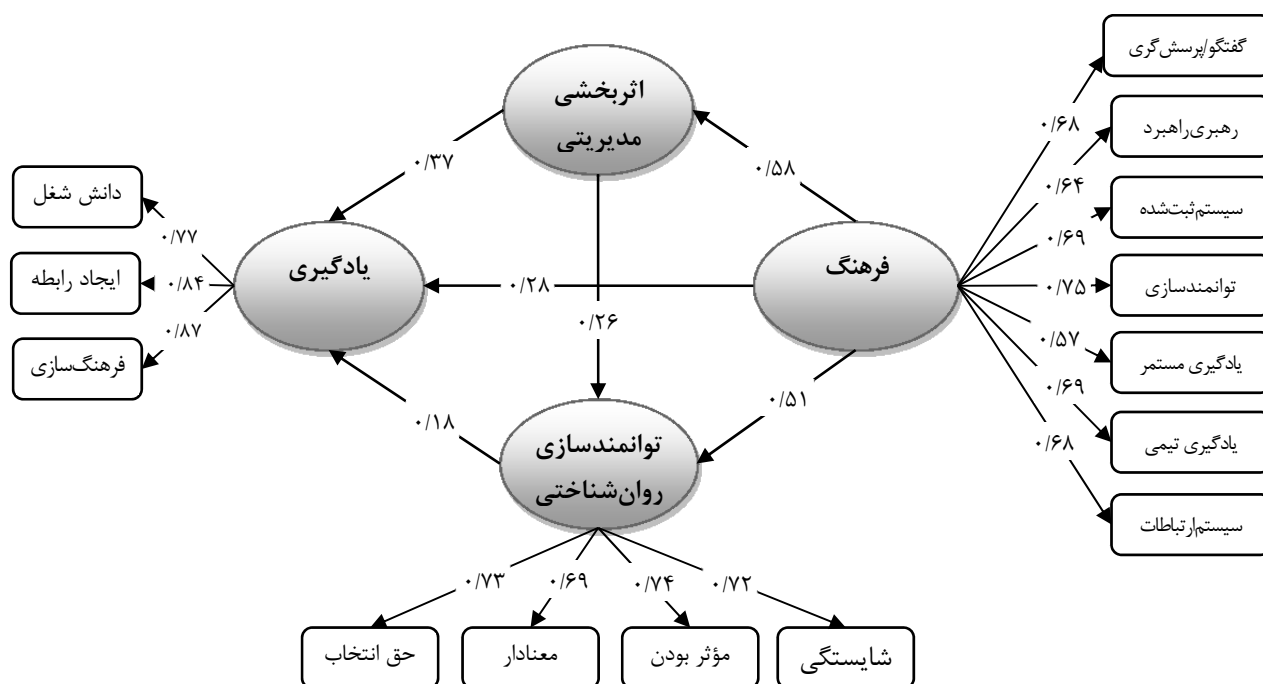 گفتگو/پرسش‌گری
رهبری‌راهبرد
سیستم‌ثبت‌شده
توانمندسازی
یادگیری مستمر
یادگیری تیمی
سیستم‌ارتباطات
۰/۶۸
۰/۶۴
۰/۶۹
۰/۷۵
۰/۵۷
۰/۶۹
۰/۶۸
فرهنگ
۰/۵۸
۰/۲۸
۰/۵۱
اثربخشی
مدیریتی
۰/۳۷
۰/۲۶
توانمندسازی
روان‌شناختی
۰/۱۸
یادگیری
۰/۷۷
۰/۸۴
۰/۸۷
دانش شغل
ایجاد رابطه
فرهنگ‌سازی
۰/۷۲
۰/۷۴
۰/۶۹
۰/۷۳
شایستگی
مؤثر بودن
معنادار
حق انتخاب